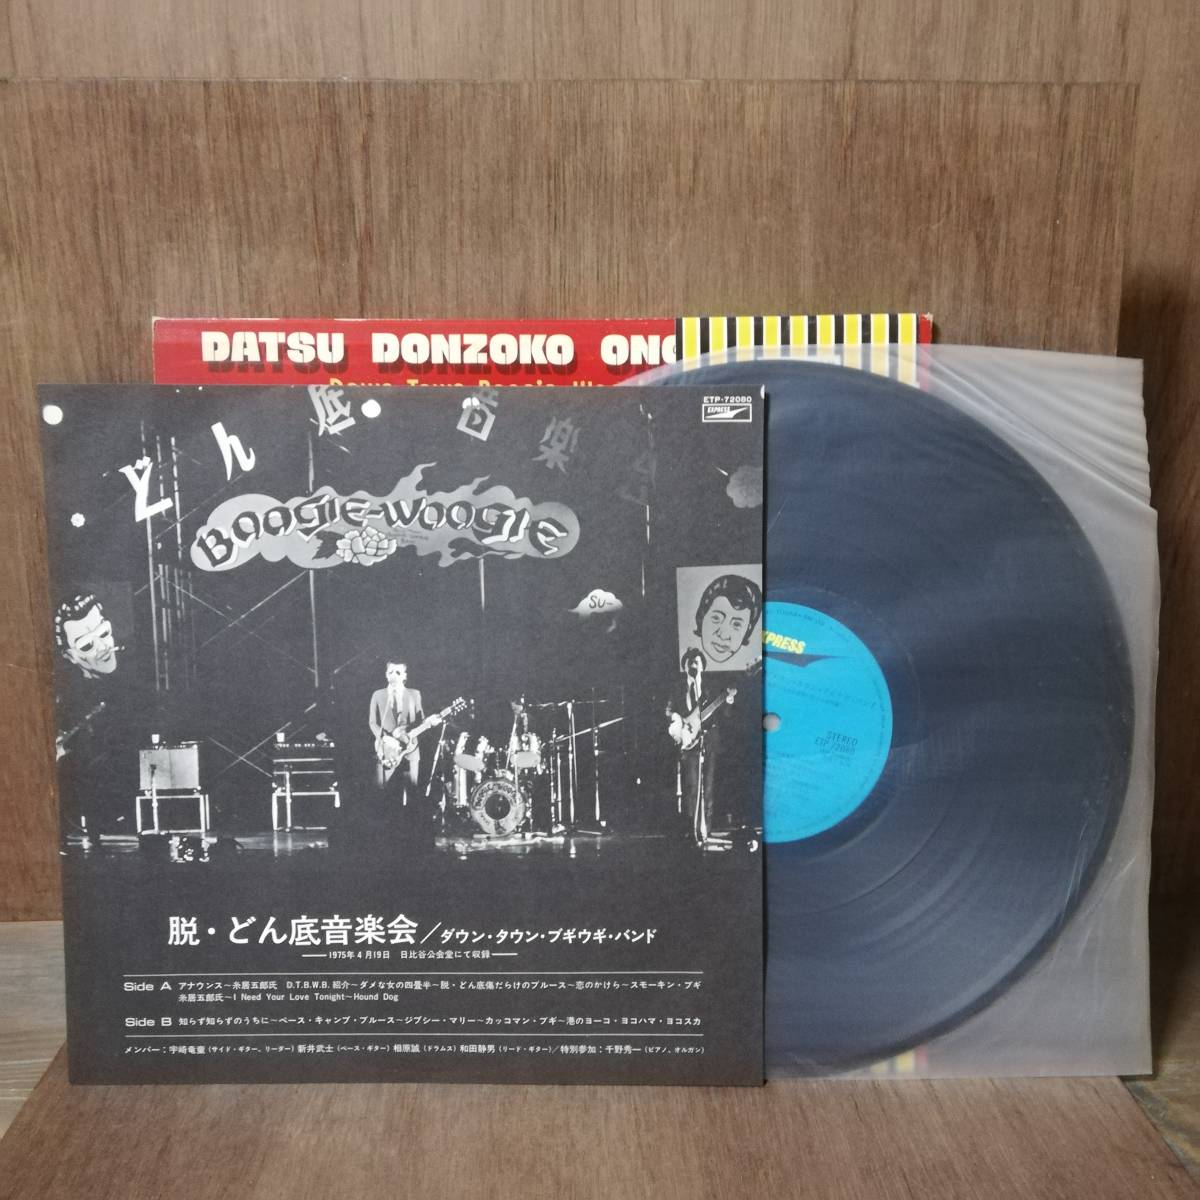 DATSU DONZOKO ONG
Down Town Boogie Wo
ETP-72080
EXPRESS
どん底音楽
BOOGIE-WOOGIE
SU~
EXPRESS
STEREO
ETP-72080
脱・どん底音楽会/ダウン・タウン・ブギウギ・バンド
1975年4月19日 日比谷公会堂にて収録
Side A アナウンス~糸居五郎氏 D.T.B.W.B. 紹介~ダメな女の四畳半~脱・どん底傷だらけのブルース~恋のかけら~スモーキン・ブギ
糸居五郎氏~I Need Your Love Tonight~Hound Dog
Side B 知らず知らずのうちに~ベース・キャンプ・ブルース~ジプシー・マリー~カッコマン・ブギ~港のヨーコ・ヨコハマ・ヨコスカ
メンバー:宇崎竜童(サイド・ギター、リーダー)新井武士(ベース・ギター)相原誠(ドラムス)和田静男(リード・ギター)/特別参加:千野秀一(ピアノ、オルガン)